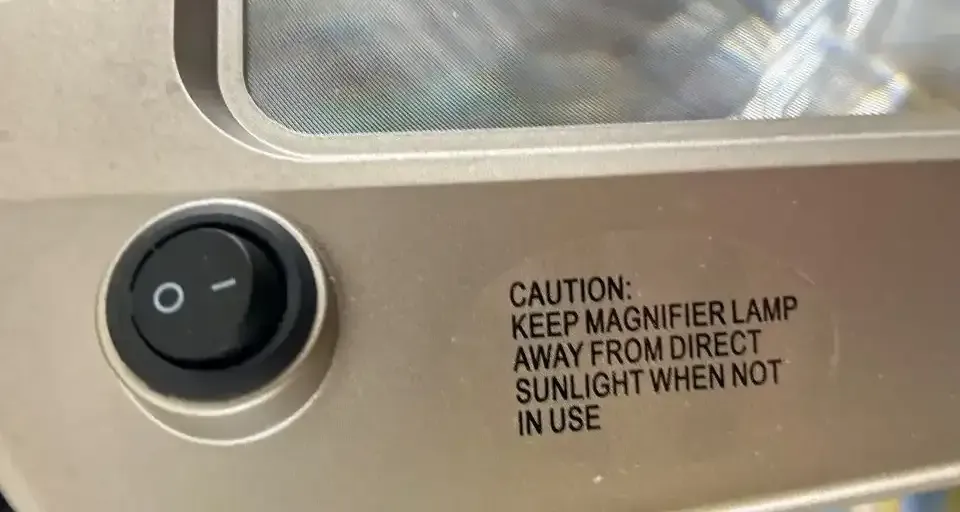 O I
CAUTION:
KEEP MAGNIFIER LAMP
AWAY FROM DIRECT
SUNLIGHT WHEN NOT
IN USE